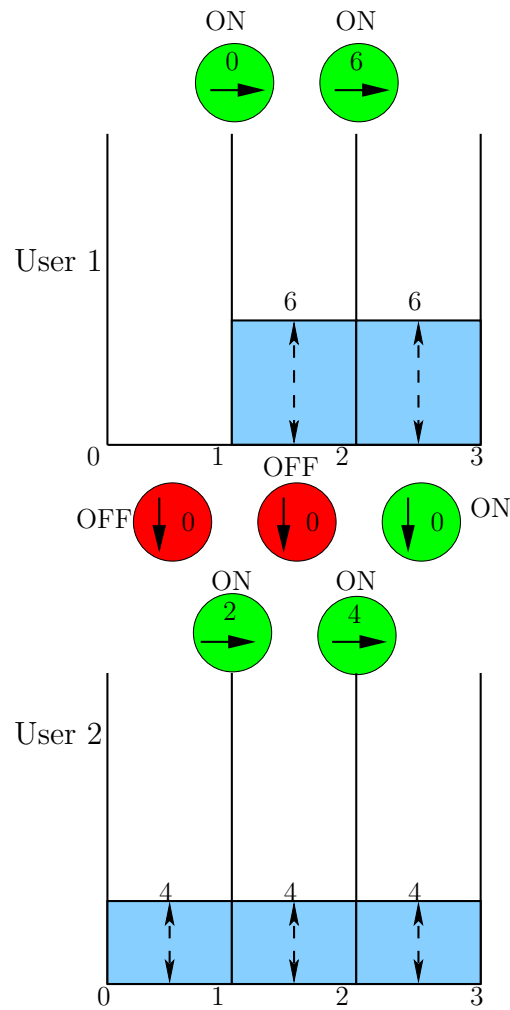 ON ON
0 6
User 1
6 6
0 1 2 3
OFF
OFF 0 0 0 ON
ON ON
2 4
User 2
4 4 4
0 1 2 3